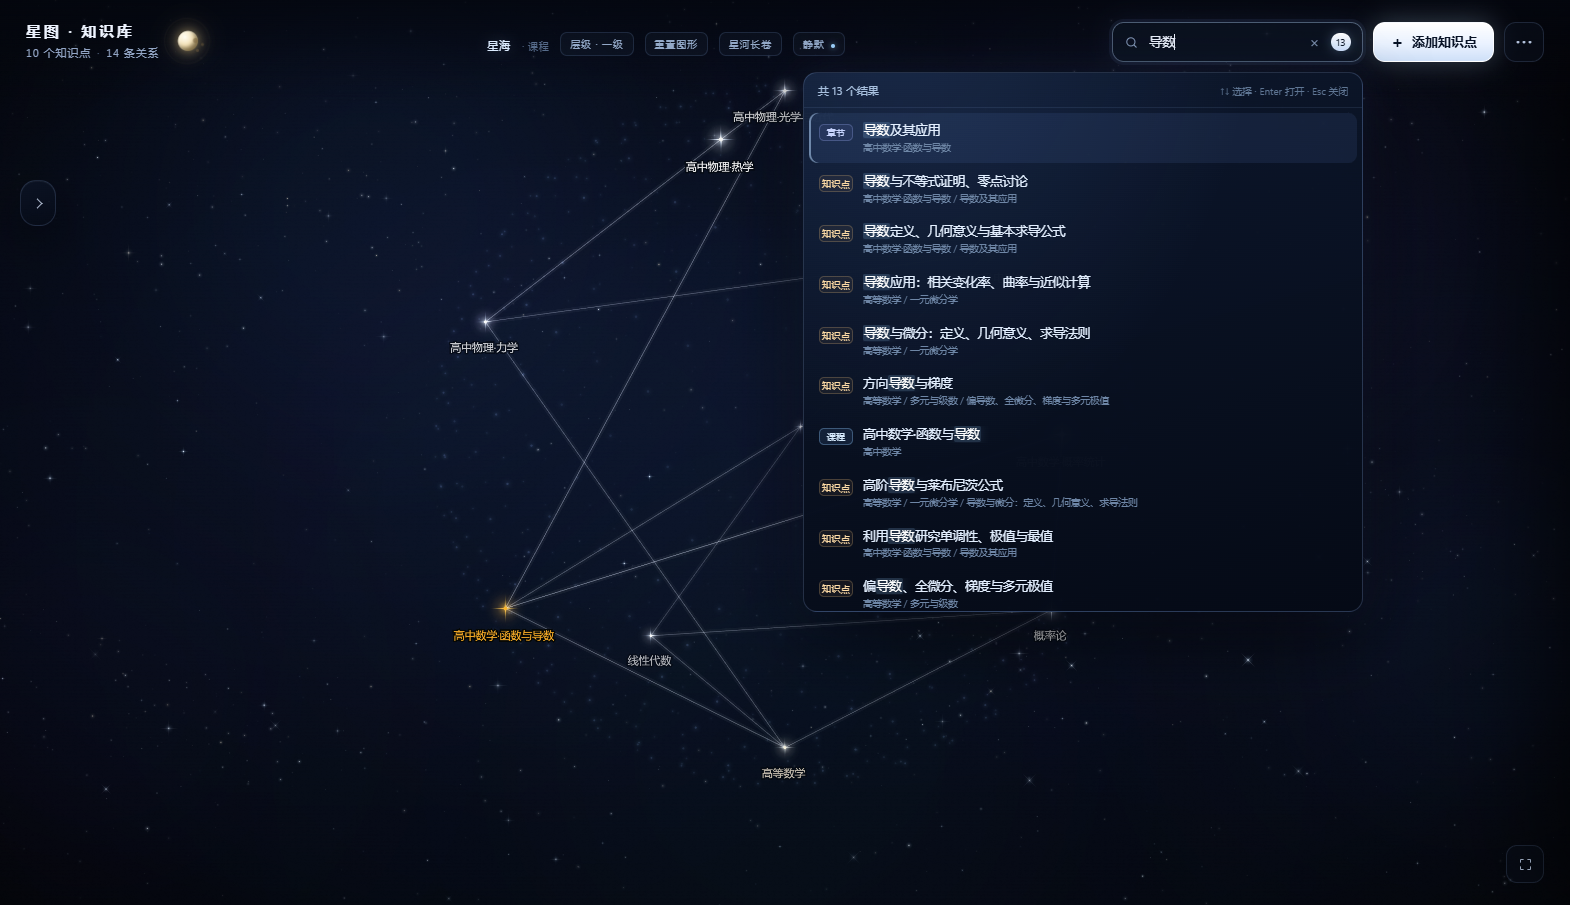 星图 · 知识库
10 个知识点 · 14 条关系
星海 · 课程
层级 · 一级
重置图形
星河长卷
静默
导数
× 13
+ 添加知识点
···
共 13 个结果
↑↓ 选择 · Enter 打开 · Esc 关闭
章节 导数及其应用
高中数学·函数与导数
知识点 导数与不等式证明、零点讨论
高中数学·函数与导数 / 导数及其应用
知识点 导数定义、几何意义与基本求导公式
高中数学·函数与导数 / 导数及其应用
知识点 导数应用：相关变化率、曲率与近似计算
高等数学 / 一元微分学
知识点 导数与微分：定义、几何意义、求导法则
高等数学 / 一元微分学
知识点 方向导数与梯度
高等数学 / 多元与级数 / 偏导数、全微分、梯度与多元极值
课程 高中数学·函数与导数
高中数学
知识点 高阶导数与莱布尼茨公式
高等数学 / 一元微分学 / 导数与微分：定义、几何意义、求导法则
知识点 利用导数研究单调性、极值与最值
高中数学·函数与导数 / 导数及其应用
知识点 偏导数、全微分、梯度与多元极值
高等数学 / 多元与级数
高中物理·光学
高中物理·热学
高中物理·力学
高中数学·函数与导数
线性代数
概率论
高等数学